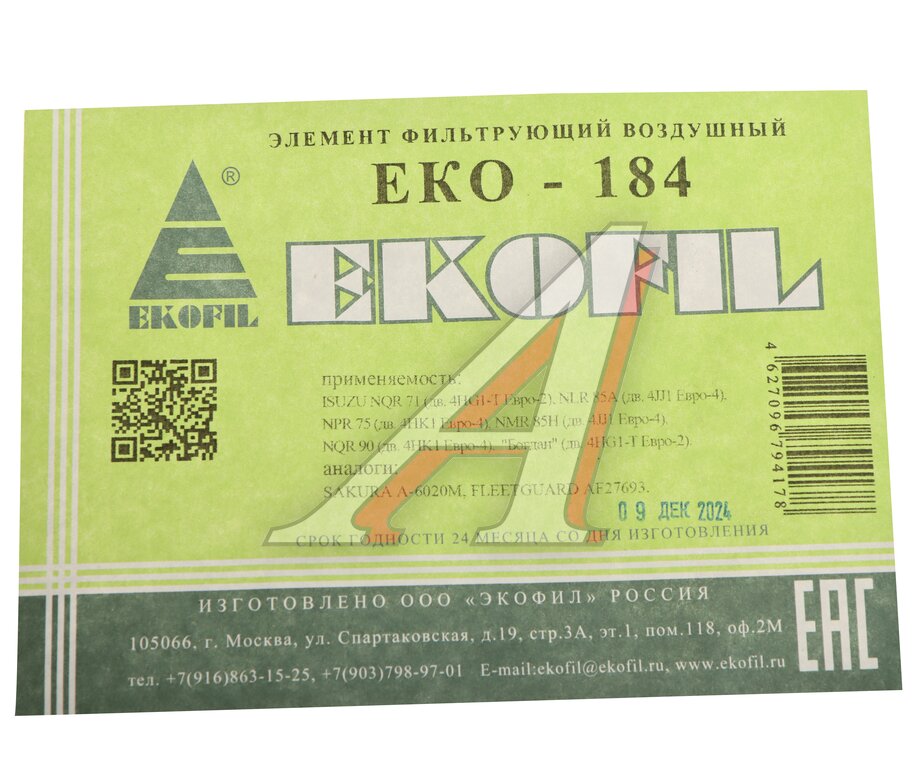 ЭЛЕМЕНТ ФИЛЬТРУЮЩИЙ ВОЗДУШНЫЙ
ЕКО - 184
®
EKOFIL
EKOFIL
применяемость:
ISUZU NQR 71 (дв. 4HG1-T Евро-2), NLR 85A (дв. 4JJ1 Евро-4),
NPR 75 (дв. 4HK1 Евро-4), NMR 85H (дв. 4JJ1 Евро-4),
NQR 90 (дв. 4HK1 Евро-4), "Богдан" (дв. 4HG1-T Евро-2).
аналоги:
SAKURA A-6020M, FLEETGUARD AF27693.
4627096794178
09 ДЕК 2024
СРОК ГОДНОСТИ 24 МЕСЯЦА СО ДНЯ ИЗГОТОВЛЕНИЯ
ИЗГОТОВЛЕНО ООО «ЭКОФИЛ» РОССИЯ
105066, г. Москва, ул. Спартаковская, д.19, стр.3А, эт.1, пом.118, оф.2М
тел. +7(916)863-15-25, +7(903)798-97-01 E-mail:ekofil@ekofil.ru, www.ekofil.ru
EAC